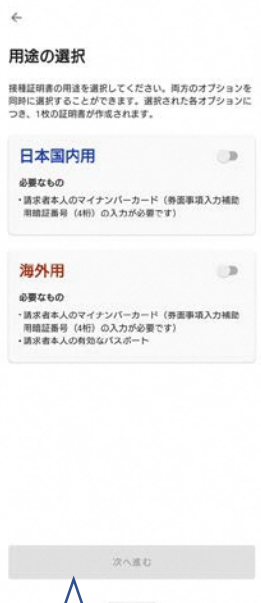 用途の選択
接種証明書の用途を選択してください。両方のオプションを
同時に選択することができます。選択された各オプションに
つき、1枚の証明書が作成されます。
日本国内用
必要なもの
・請求者本人のマイナンバーカード（券面事項入力補助
用暗証番号（4桁）の入力が必要です）
海外用
必要なもの
・請求者本人のマイナンバーカード（券面事項入力補助
用暗証番号（4桁）の入力が必要です）
・請求者本人の有効なパスポート
次へ進む